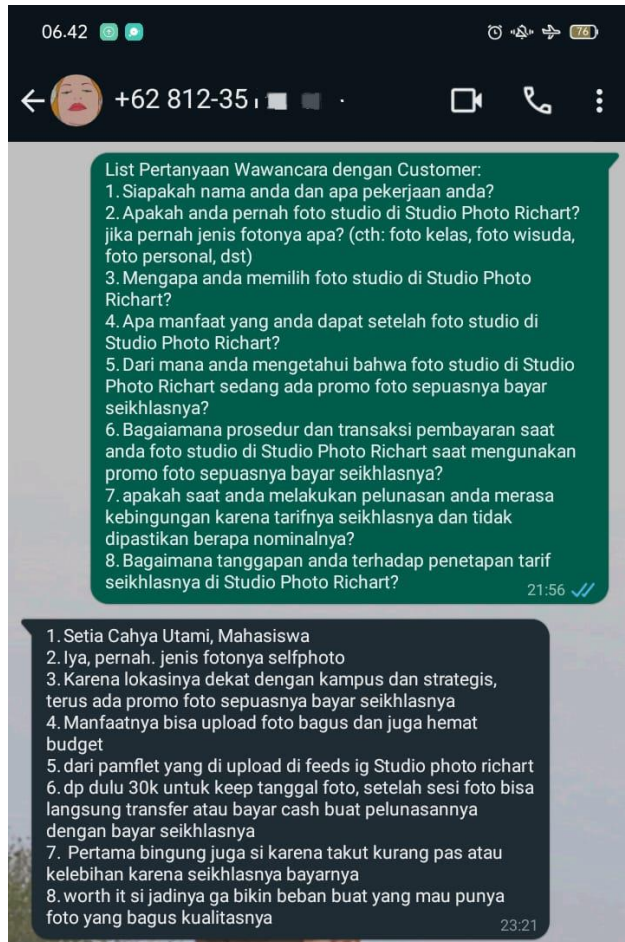 06.42
76
+62 812-35
List Pertanyaan Wawancara dengan Customer:
1. Siapakah nama anda dan apa pekerjaan anda?
2. Apakah anda pernah foto studio di Studio Photo Richart?
jika pernah jenis fotonya apa? (cth: foto kelas, foto wisuda,
foto personal, dst)
3. Mengapa anda memilih foto studio di Studio Photo
Richart?
4. Apa manfaat yang anda dapat setelah foto studio di
Studio Photo Richart?
5. Dari mana anda mengetahui bahwa foto studio di Studio
Photo Richart sedang ada promo foto sepuasnya bayar
seikhlasnya?
6. Bagaiamana prosedur dan transaksi pembayaran saat
anda foto studio di Studio Photo Richart saat mengunakan
promo foto sepuasnya bayar seikhlasnya?
7. apakah saat anda melakukan pelunasan anda merasa
kebingungan karena tarifnya seikhlasnya dan tidak
dipastikan berapa nominalnya?
8. Bagaimana tanggapan anda terhadap penetapan tarif
seikhlasnya di Studio Photo Richart?
21:56
1. Setia Cahya Utami, Mahasiswa
2. Iya, pernah. jenis fotonya selfphoto
3. Karena lokasinya dekat dengan kampus dan strategis,
terus ada promo foto sepuasnya bayar seikhlasnya
4. Manfaatnya bisa upload foto bagus dan juga hemat
budget
5. dari pamflet yang di upload di feeds ig Studio photo richart
6. dp dulu 30k untuk keep tanggal foto, setelah sesi foto bisa
langsung transfer atau bayar cash buat pelunasannya
dengan bayar seikhlasnya
7. Pertama bingung juga si karena takut kurang pas atau
kelebihan karena seikhlasnya bayarnya
8. worth it si jadinya ga bikin beban buat yang mau punya
foto yang bagus kualitasnya
23:21